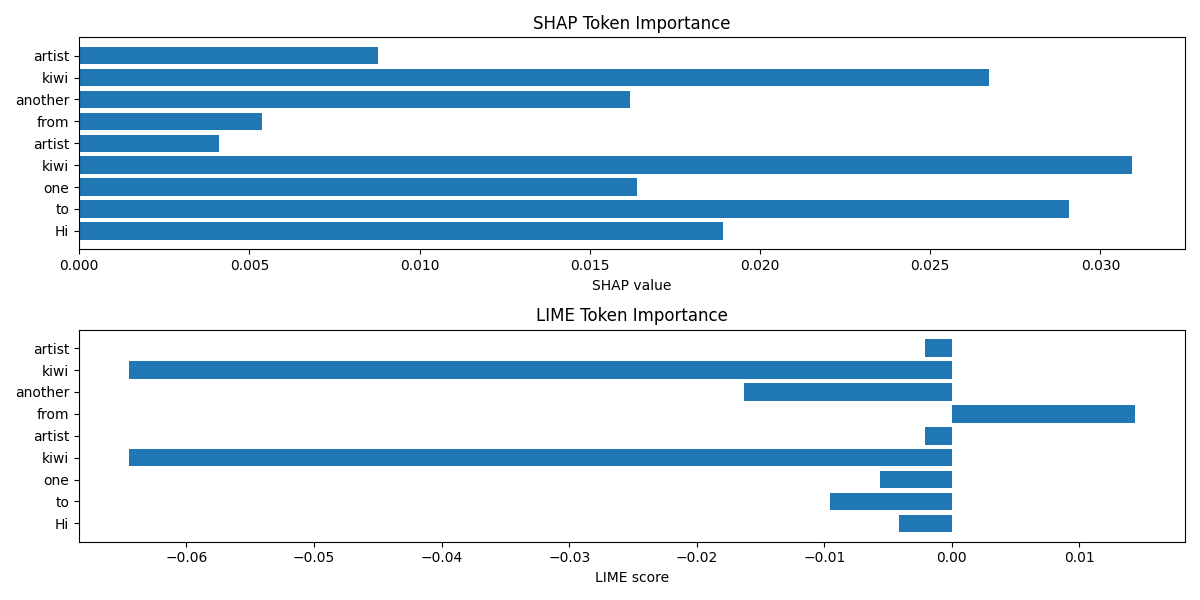 SHAP Token Importance
artist
kiwi
another
from
artist
kiwi
one
to
Hi
0.000 0.005 0.010 0.015 0.020 0.025 0.030
SHAP value
LIME Token Importance
artist
kiwi
another
from
artist
kiwi
one
to
Hi
−0.06 −0.05 −0.04 −0.03 −0.02 −0.01 0.00 0.01
LIME score